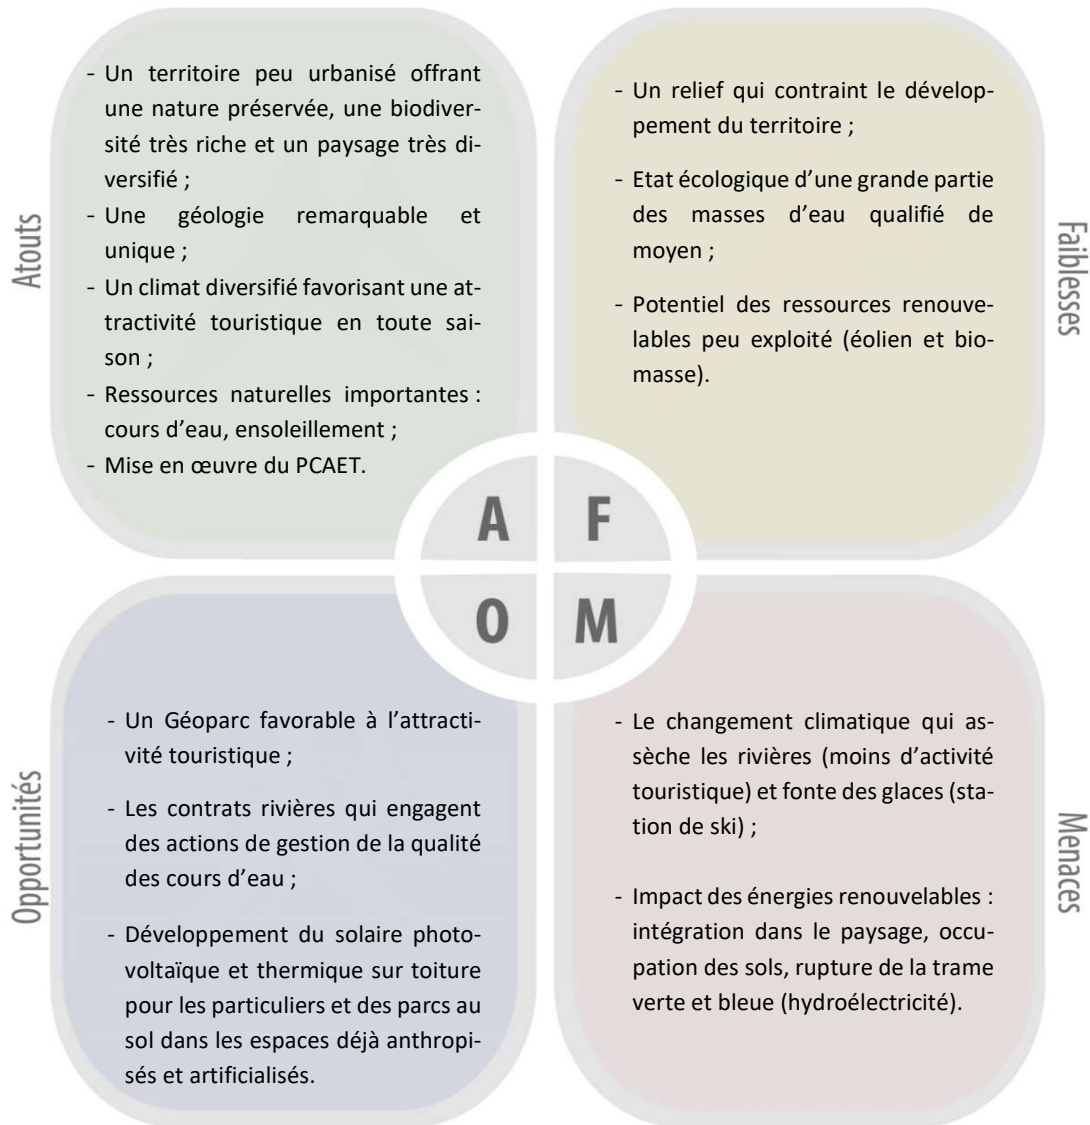 Atouts
- Un territoire peu urbanisé offrant
une nature préservée, une biodiver-
sité très riche et un paysage très di-
versifié ;
- Une géologie remarquable et
unique ;
- Un climat diversifié favorisant une at-
tractivité touristique en toute sai-
son ;
- Ressources naturelles importantes :
cours d’eau, ensoleillement ;
- Mise en œuvre du PCAET.
Faiblesses
- Un relief qui contraint le dévelop-
pement du territoire ;
- Etat écologique d’une grande partie
des masses d’eau qualifié de
moyen ;
- Potentiel des ressources renouve-
lables peu exploité (éolien et bio-
masse).
A F
O M
Opportunités
- Un Géoparc favorable à l’attracti-
vité touristique ;
- Les contrats rivières qui engagent
des actions de gestion de la qualité
des cours d’eau ;
- Développement du solaire photo-
voltaïque et thermique sur toiture
pour les particuliers et des parcs au
sol dans les espaces déjà anthropi-
sés et artificialisés.
Menaces
- Le changement climatique qui as-
sèche les rivières (moins d’activité
touristique) et fonte des glaces (sta-
tion de ski) ;
- Impact des énergies renouvelables :
intégration dans le paysage, occu-
pation des sols, rupture de la trame
verte et bleue (hydroélectricité).